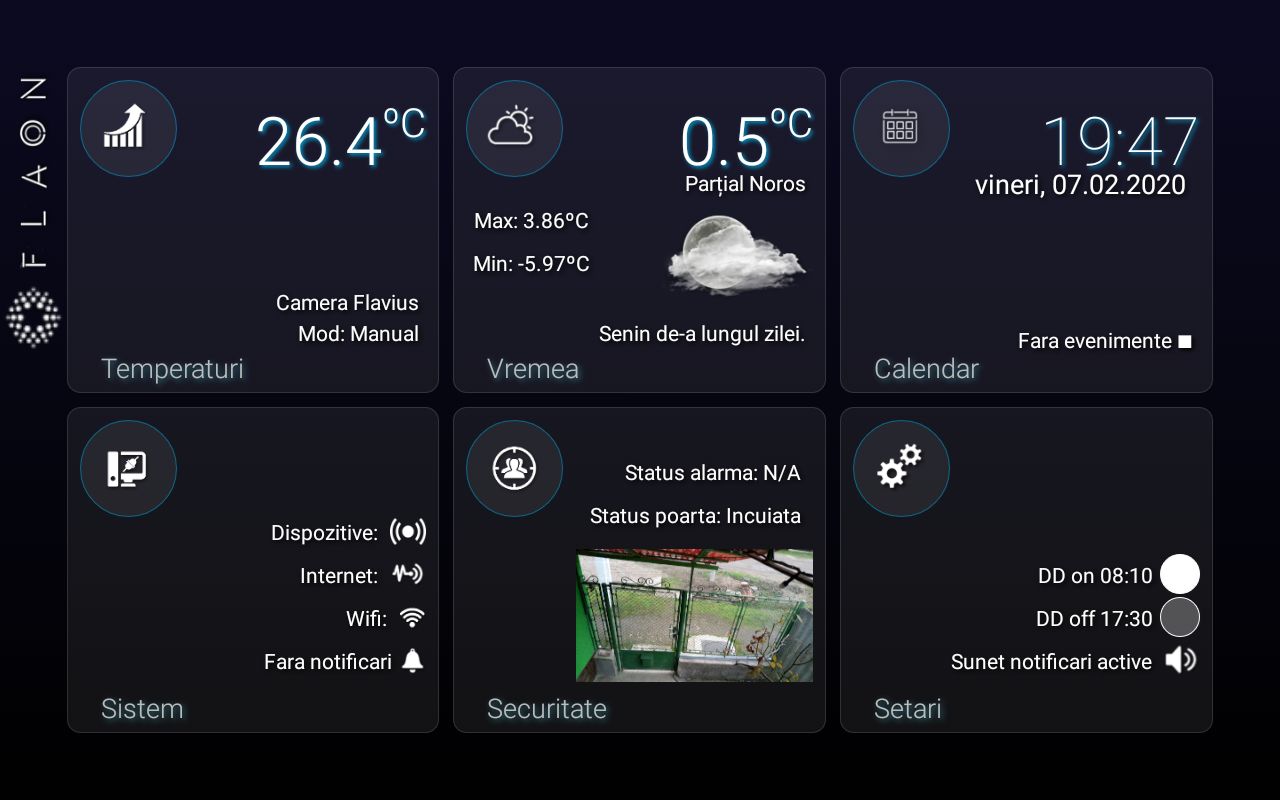 FLAON
26.4°C
Camera Flavius
Mod: Manual
Temperaturi
0.5°C
Parțial Noros
Max: 3.86ºC
Min: -5.97ºC
Senin de-a lungul zilei.
Vremea
19:47
vineri, 07.02.2020
Fara evenimente
Calendar
Dispozitive:
Internet:
Wifi:
Fara notificari
Sistem
Status alarma: N/A
Status poarta: Incuiata
Securitate
DD on 08:10
DD off 17:30
Sunet notificari active
Setari